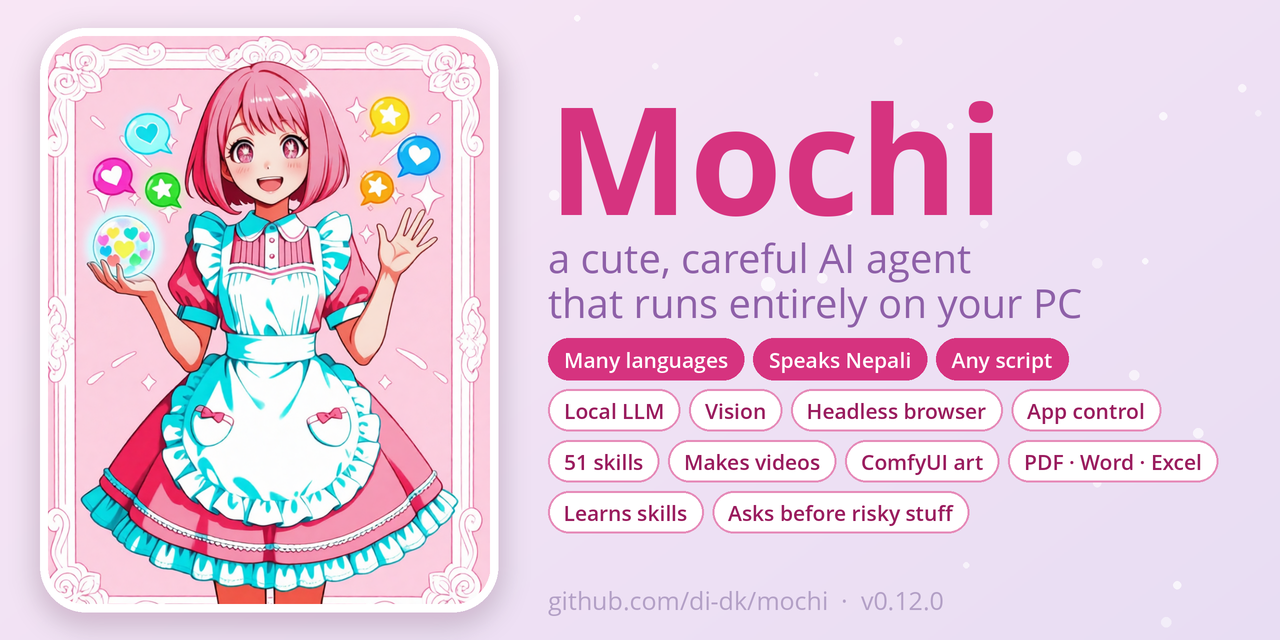 Mochi
a cute, careful AI agent
that runs entirely on your PC
Many languages Speaks Nepali Any script
Local LLM Vision Headless browser App control
51 skills Makes videos ComfyUI art PDF · Word · Excel
Learns skills Asks before risky stuff
github.com/di-dk/mochi · v0.12.0